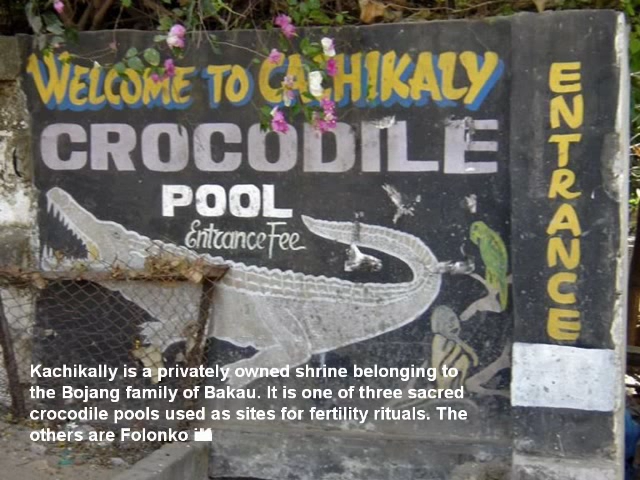 WELCOME TO CACHIKALY
CROCODILE
POOL
Entrance Fee
ENTRANCE
Kachikally is a privately owned shrine belonging to
the Bojang family of Bakau. It is one of three sacred
crocodile pools used as sites for fertility rituals. The
others are Folonko